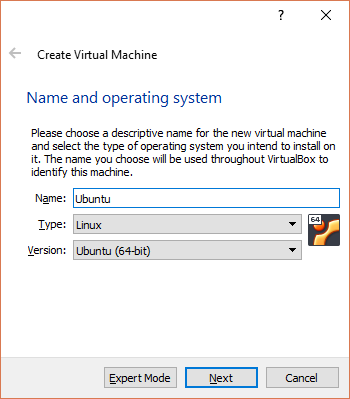 ?
Create Virtual Machine
Name and operating system
Please choose a descriptive name for the new virtual machine
and select the type of operating system you intend to install on
it. The name you choose will be used throughout VirtualBox to
identify this machine.
Name: Ubuntu
Type: Linux
64
Version: Ubuntu (64-bit)
Expert Mode Next Cancel